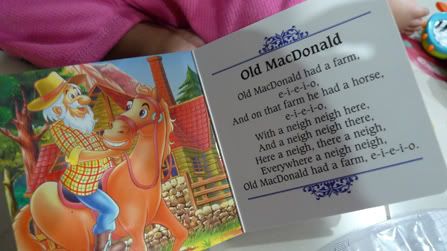 Old MacDonald
Old MacDonald had a farm,
e-i-e-i-o,
And on that farm he had a horse,
e-i-e-i-o,
With a neigh neigh here,
And a neigh neigh there,
Here a neigh, there a neigh,
Everywhere a neigh neigh,
Old MacDonald had a farm, e-i-e-i-o.